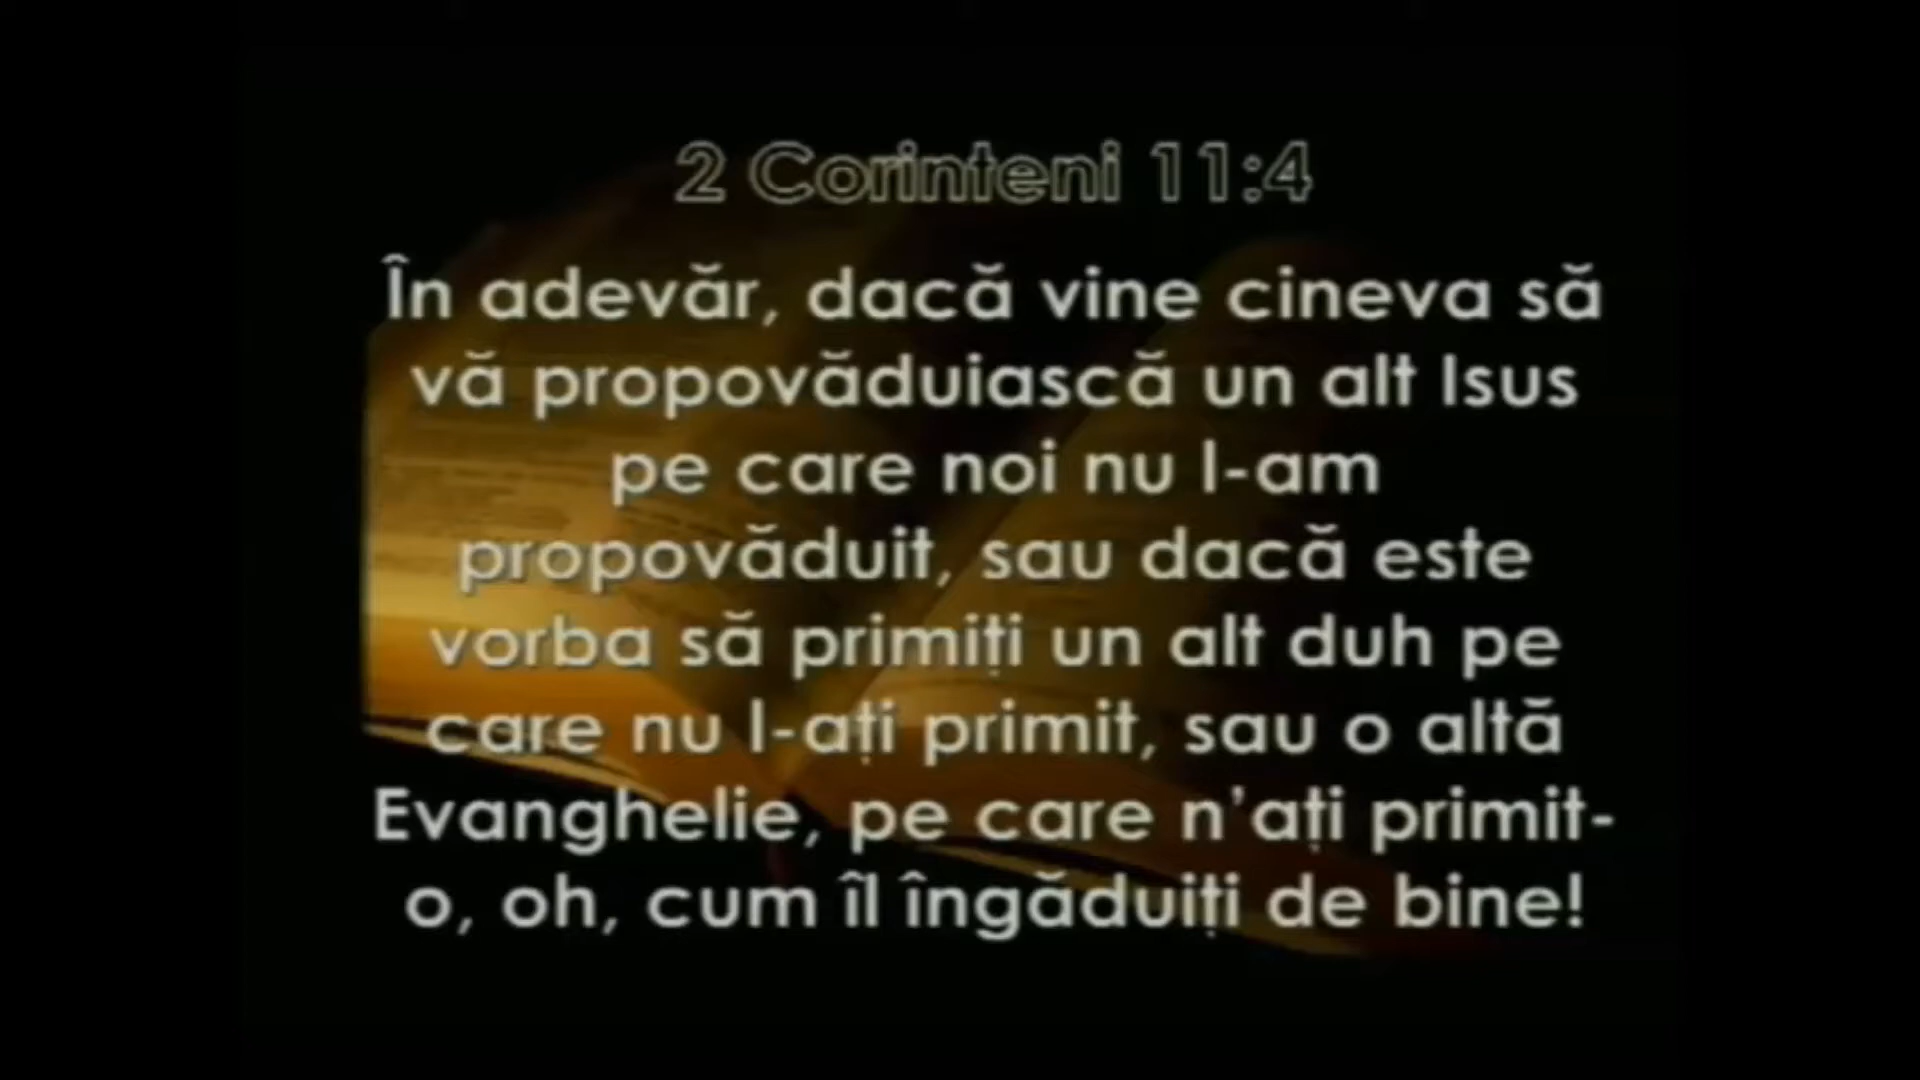 2 Corinteni 11:4
În adevăr, dacă vine cineva să
vă propovăduiască un alt Isus
pe care noi nu l-am
propovăduit, sau dacă este
vorba să primiți un alt duh pe
care nu l-ați primit, sau o altă
Evanghelie, pe care n’ați primit-
o, oh, cum îl îngăduiți de bine!